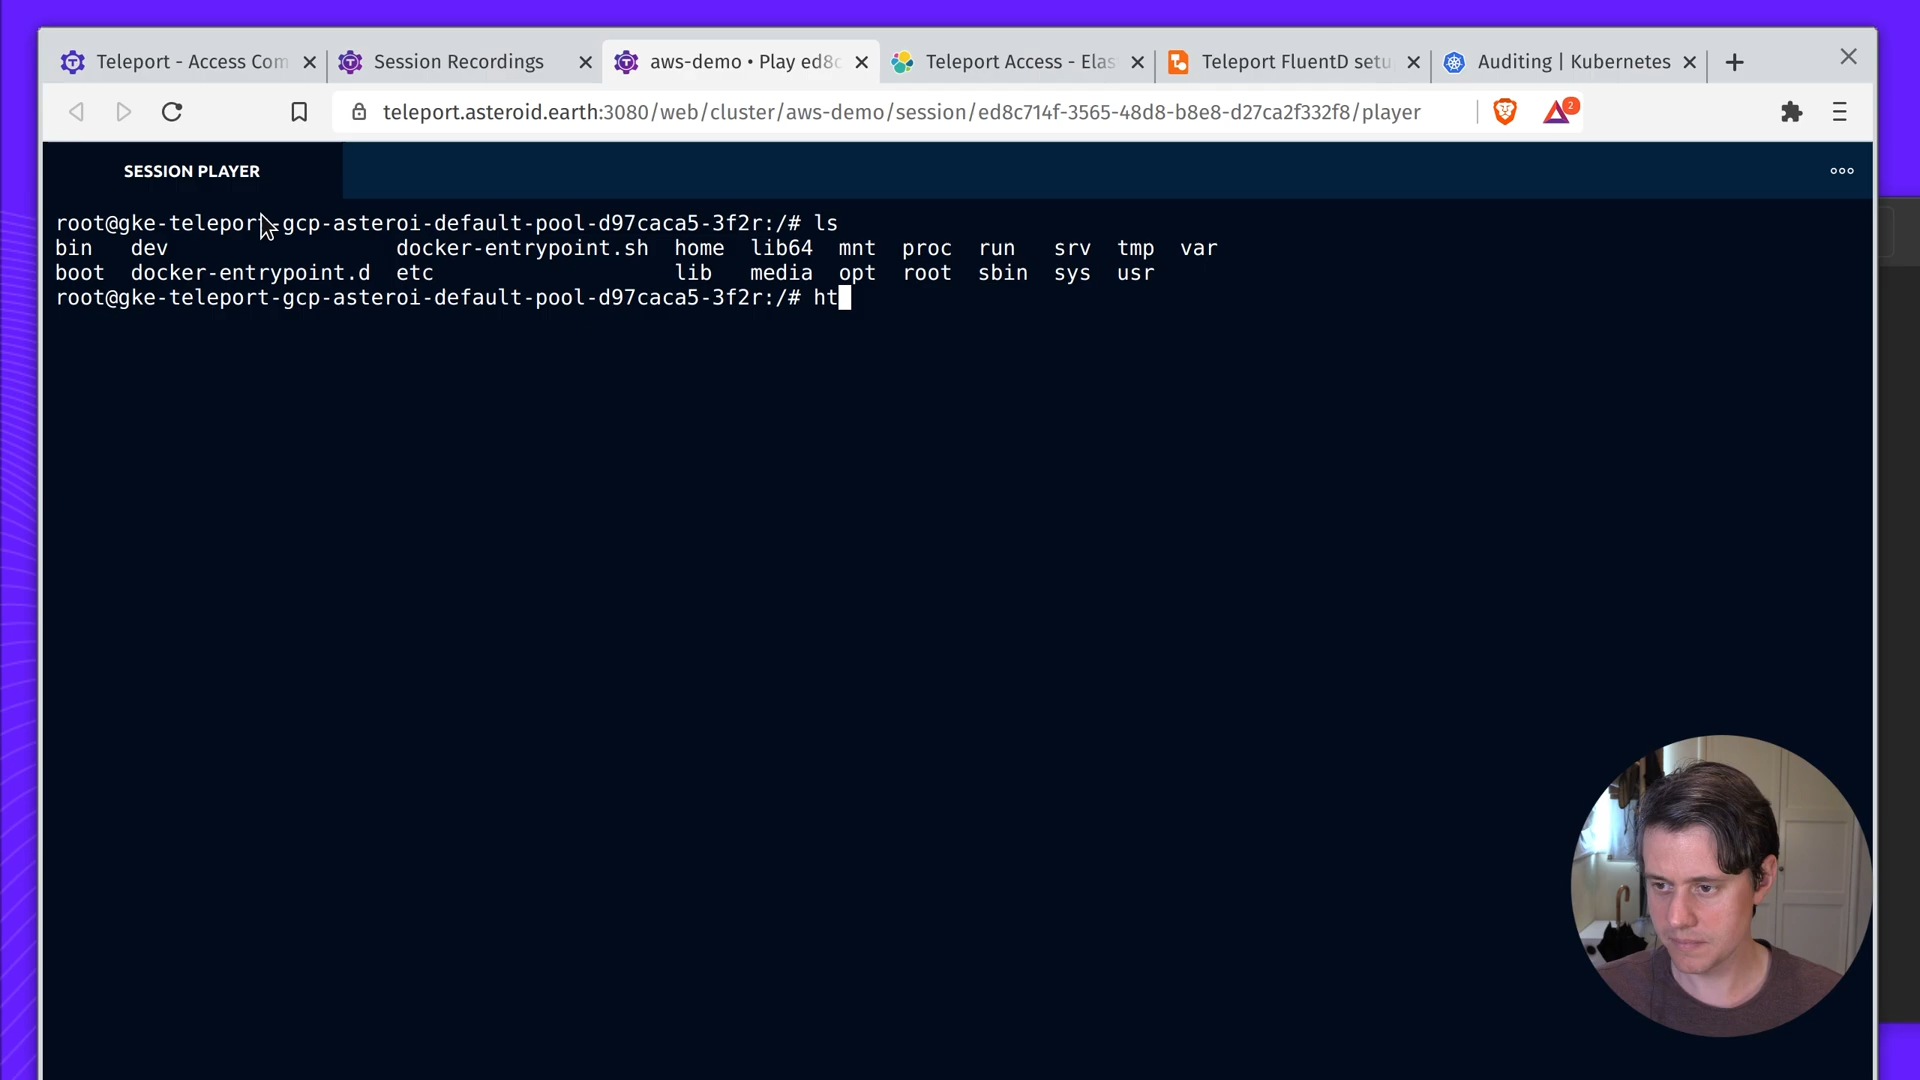 Teleport - Access Com
Session Recordings
aws-demo • Play ed8c
Teleport Access - Elas
Teleport FluentD setu
Auditing | Kubernetes
teleport.asteroid.earth:3080/web/cluster/aws-demo/session/ed8c714f-3565-48d8-b8e8-d27ca2f332f8/player
2
SESSION PLAYER
root@gke-teleport-gcp-asteroi-default-pool-d97caca5-3f2r:/# ls
bin dev docker-entrypoint.sh home lib64 mnt proc run srv tmp var
boot docker-entrypoint.d etc lib media opt root sbin sys usr
root@gke-teleport-gcp-asteroi-default-pool-d97caca5-3f2r:/# ht